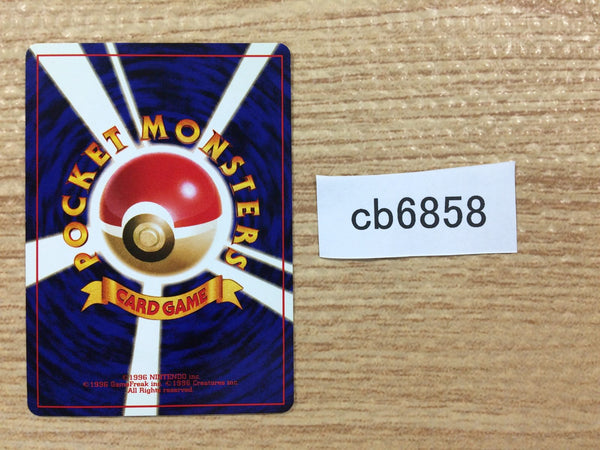 POCKET MONSTERS
CARD GAME
©1996 NINTENDO inc.
©1996 GameFreak inc. ©1996 Creatures inc.
All Rights reserved.
cb6858